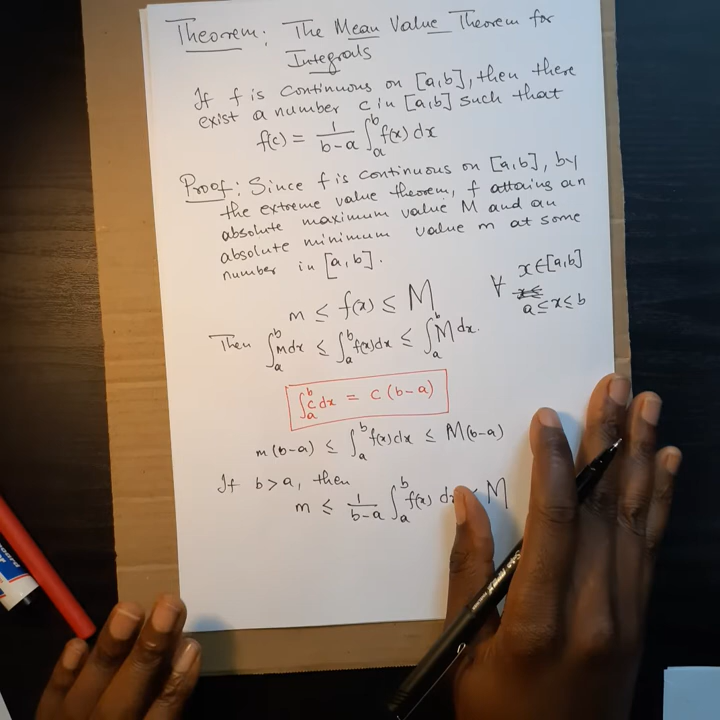 Theorem: The Mean Value Theorem for
Integrals
If f is continuous on [a,b], then there
exist a number c in [a,b] such that
f(c) = 1/(b-a) ∫_a^b f(x) dx
Proof: Since f is continuous on [a,b], by
the extreme value theorem, f attains an
absolute maximum value M and an
absolute minimum value m at some
number in [a,b].
m ≤ f(x) ≤ M ∀ x∈[a,b]
a≤x≤b
Then ∫_a^b m dx ≤ ∫_a^b f(x)dx ≤ ∫_a^b M dx.
∫_a^b c dx = c(b-a)
m(b-a) ≤ ∫_a^b f(x)dx ≤ M(b-a)
If b>a, then
m ≤ 1/(b-a) ∫_a^b f(x) dx ≤ M